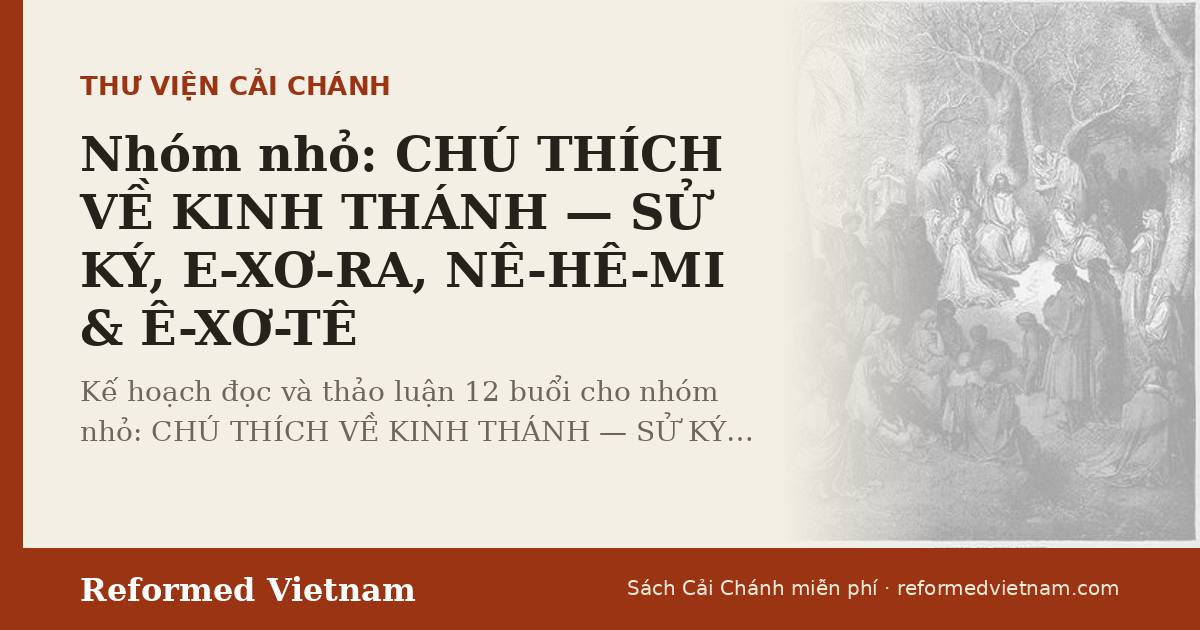 THƯ VIỆN CẢI CHÁNH
Nhóm nhỏ: CHÚ THÍCH
VỀ KINH THÁNH — SỬ
KÝ, E-XƠ-RA, NÊ-HÊ-MI
& Ê-XƠ-TÊ
Kế hoạch đọc và thảo luận 12 buổi cho nhóm
nhỏ: CHÚ THÍCH VỀ KINH THÁNH — SỬ KÝ…
Reformed Vietnam
Sách Cải Chánh miễn phí · reformedvietnam.com